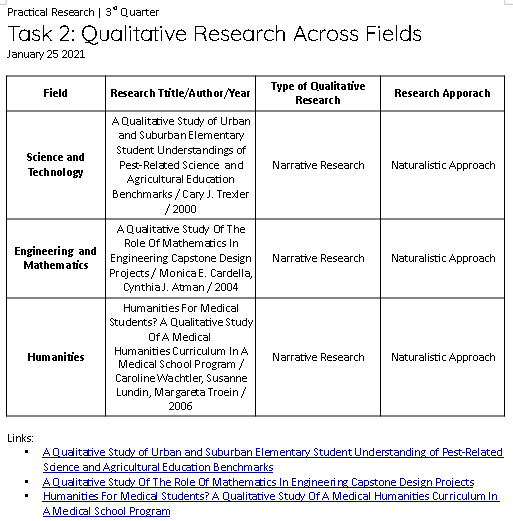 Practical Research | 3rd Quarter
Task 2: Qualitative Research Across Fields
January 25 2021
Field
Research Ttitle/Author/Year
Type of Qualitative
Research
Research Apporach
Science and
Technology
A Qualitative Study of Urban
and Suburban Elementary
Student Understandings of
Pest-Related Science and
Agricultural Education
Benchmarks / Cary J. Trexler
/ 2000
Narrative Research
Naturalistic Approach
Engineering and
Mathematics
A Qualitative Study Of The
Role Of Mathematics In
Engineering Capstone Design
Projects / Monica E. Cardella,
Cynthia J. Atman / 2004
Narrative Research
Naturalistic Approach
Humanities
Humanities For Medical
Students? A Qualitative Study
Of A Medical
Humanities Curriculum In A
Medical School Program /
Caroline Wachtler, Susanne
Lundin, Margareta Troein /
2006
Narrative Research
Naturalistic Approach
Links:
• A Qualitative Study of Urban and Suburban Elementary Student Understanding of Pest-Related
Science and Agricultural Education Benchmarks
• A Qualitative Study Of The Role Of Mathematics In Engineering Capstone Design Projects
• Humanities For Medical Students? A Qualitative Study Of A Medical Humanities Curriculum In
A Medical School Program